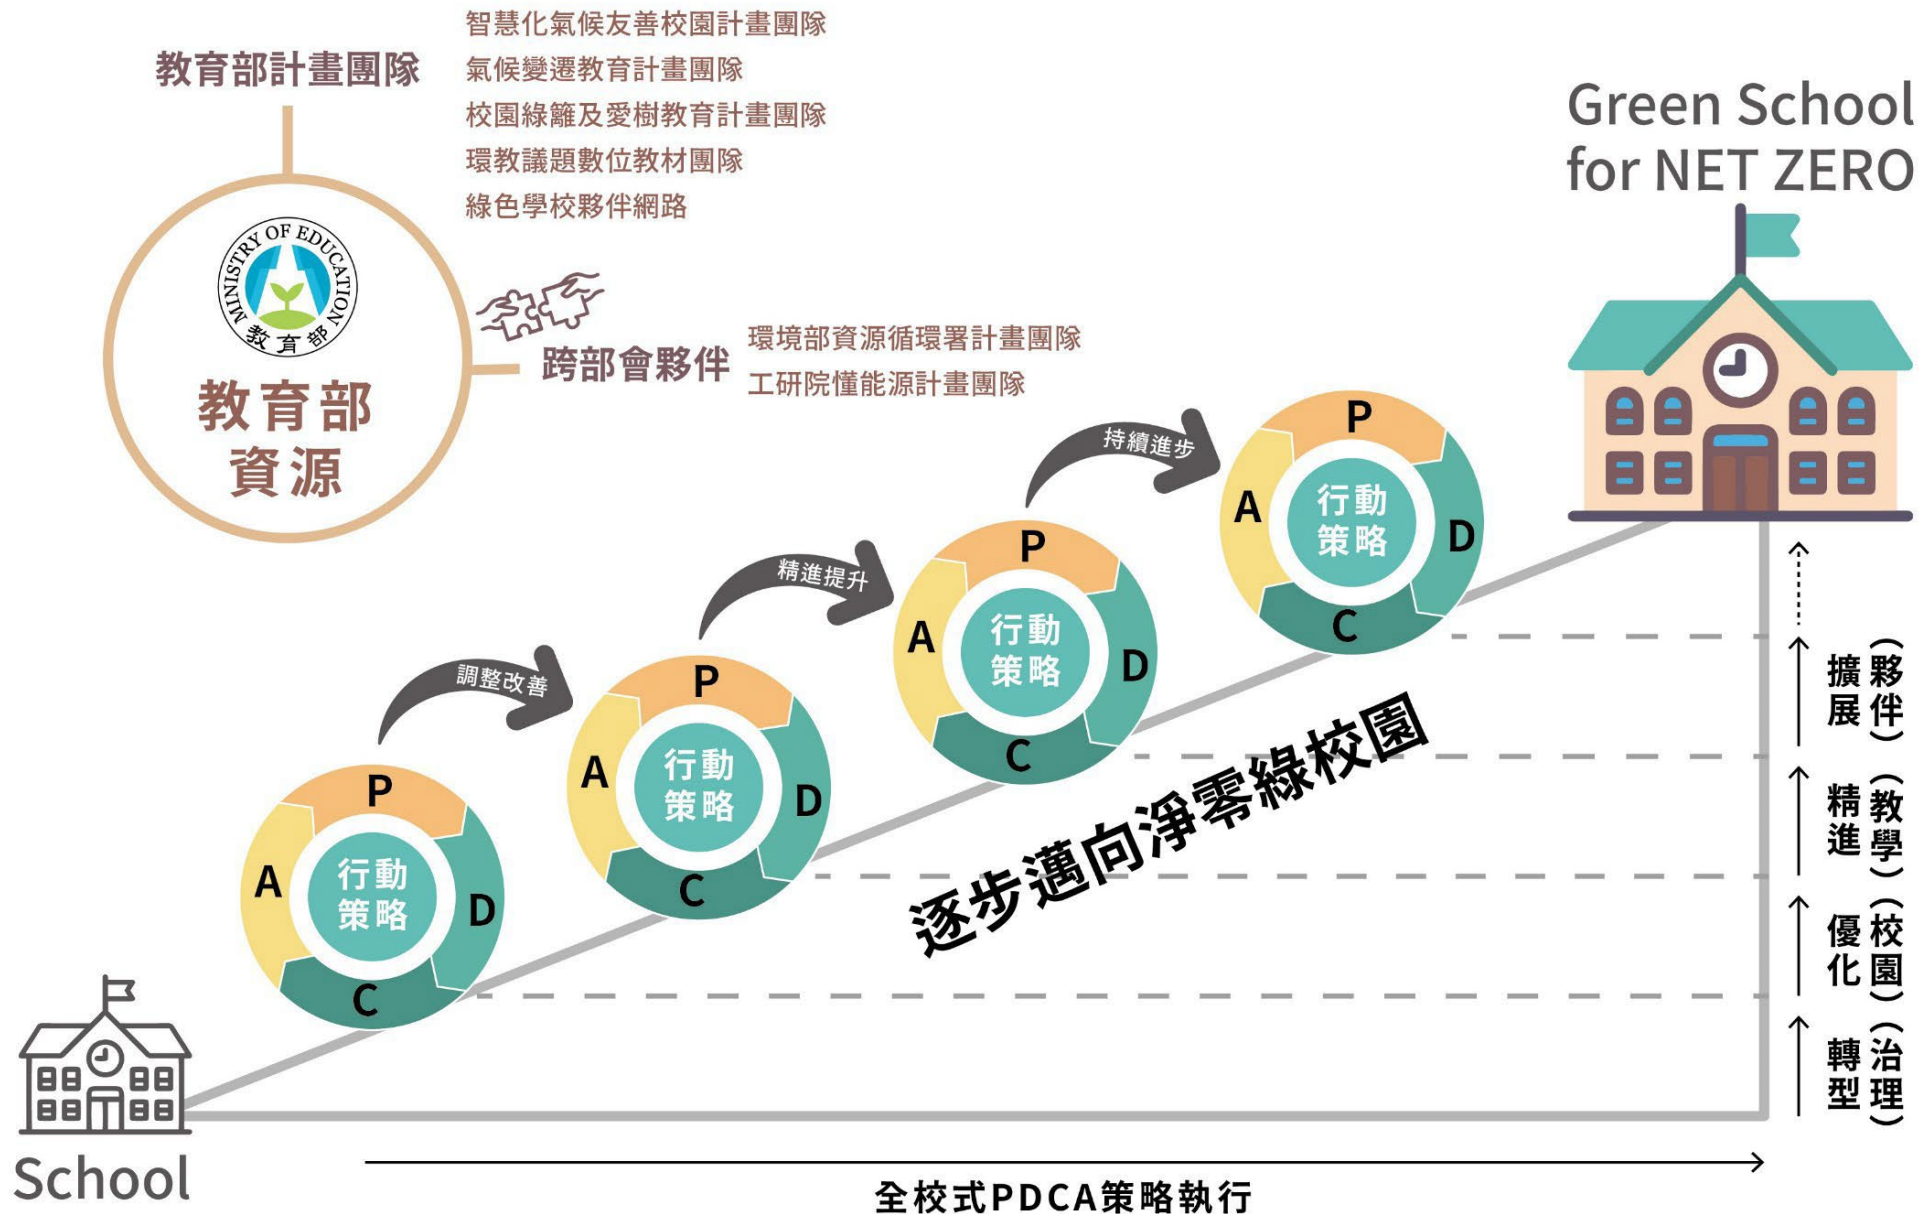 教育部計畫團隊
智慧化氣候友善校園計畫團隊
氣候變遷教育計畫團隊
校園綠籬及愛樹教育計畫團隊
環教議題數位教材團隊
綠色學校夥伴網路
MINISTRY OF EDUCATION
教育部
教育部
資源
跨部會夥伴
環境部資源循環署計畫團隊
工研院懂能源計畫團隊
Green School
for NET ZERO
持續進步
P
A
行動
策略
D
C
精進提升
P
A
行動
策略
D
C
調整改善
P
A
行動
策略
D
C
P
A
行動
策略
D
C
逐步邁向淨零綠校園
擴展
(夥伴)
精進
(教學)
優化
(校園)
轉型
(治理)
School
全校式PDCA策略執行